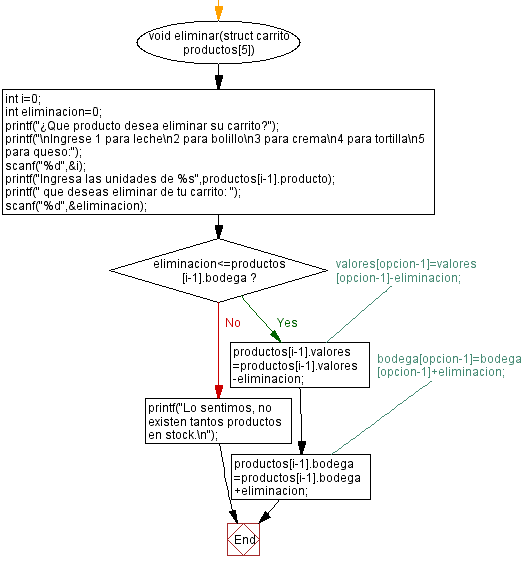 void eliminar(struct carrito
productos[5])
int i=0;
int eliminacion=0;
printf("¿Que producto desea eliminar su carrito?");
printf("\nIngrese 1 para leche\n2 para bolillo\n3 para crema\n4 para tortilla\n5
para queso:");
scanf("%d",&i);
printf("Ingresa las unidades de %s",productos[i-1].producto);
printf(" que deseas eliminar de tu carrito: ");
scanf("%d",&eliminacion);
eliminacion<=productos
[i-1].bodega ?
valores[opcion-1]=valores
[opcion-1]-eliminacion;
No
Yes
productos[i-1].valores
=productos[i-1].valores
-eliminacion;
bodega[opcion-1]=bodega
[opcion-1]+eliminacion;
printf("Lo sentimos, no
existen tantos productos
en stock.\n");
productos[i-1].bodega
=productos[i-1].bodega
+eliminacion;
End